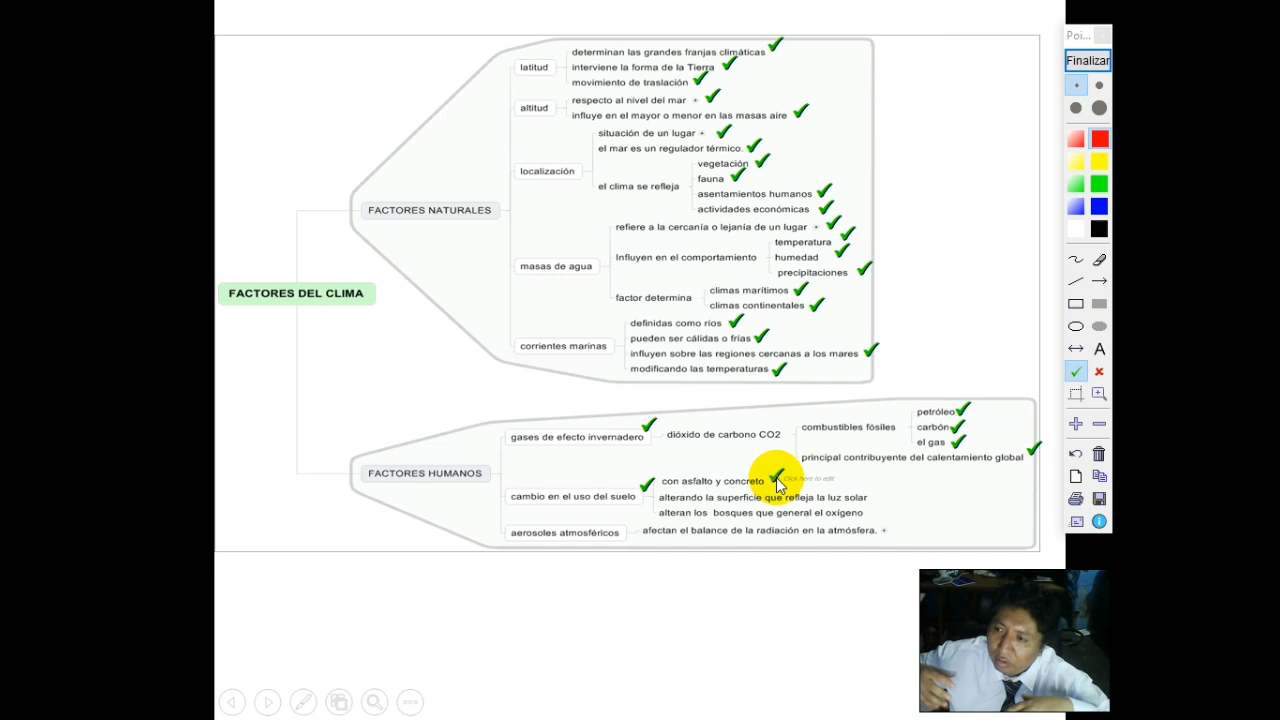 Poi...
Finalizar
FACTORES DEL CLIMA
FACTORES NATURALES
latitud
determinan las grandes franjas climáticas
interviene la forma de la Tierra
movimiento de traslación
altitud
respecto al nivel del mar
influye en el mayor o menor en las masas aire
localización
situación de un lugar
el mar es un regulador térmico.
el clima se refleja
vegetación
fauna
asentamientos humanos
actividades económicas
masas de agua
refiere a la cercanía o lejanía de un lugar
Influyen en el comportamiento
temperatura
humedad
precipitaciones
factor determina
climas marítimos
climas continentales
corrientes marinas
definidas como ríos
pueden ser cálidas o frías
influyen sobre las regiones cercanas a los mares
modificando las temperaturas
FACTORES HUMANOS
gases de efecto invernadero
dióxido de carbono CO2
combustibles fósiles
petróleo
carbón
el gas
principal contribuyente del calentamiento global
cambio en el uso del suelo
con asfalto y concreto
Click here to edit
alterando la superficie que refleja la luz solar
alteran los bosques que general el oxígeno
aerosoles atmosféricos
afectan el balance de la radiación en la atmósfera.
A